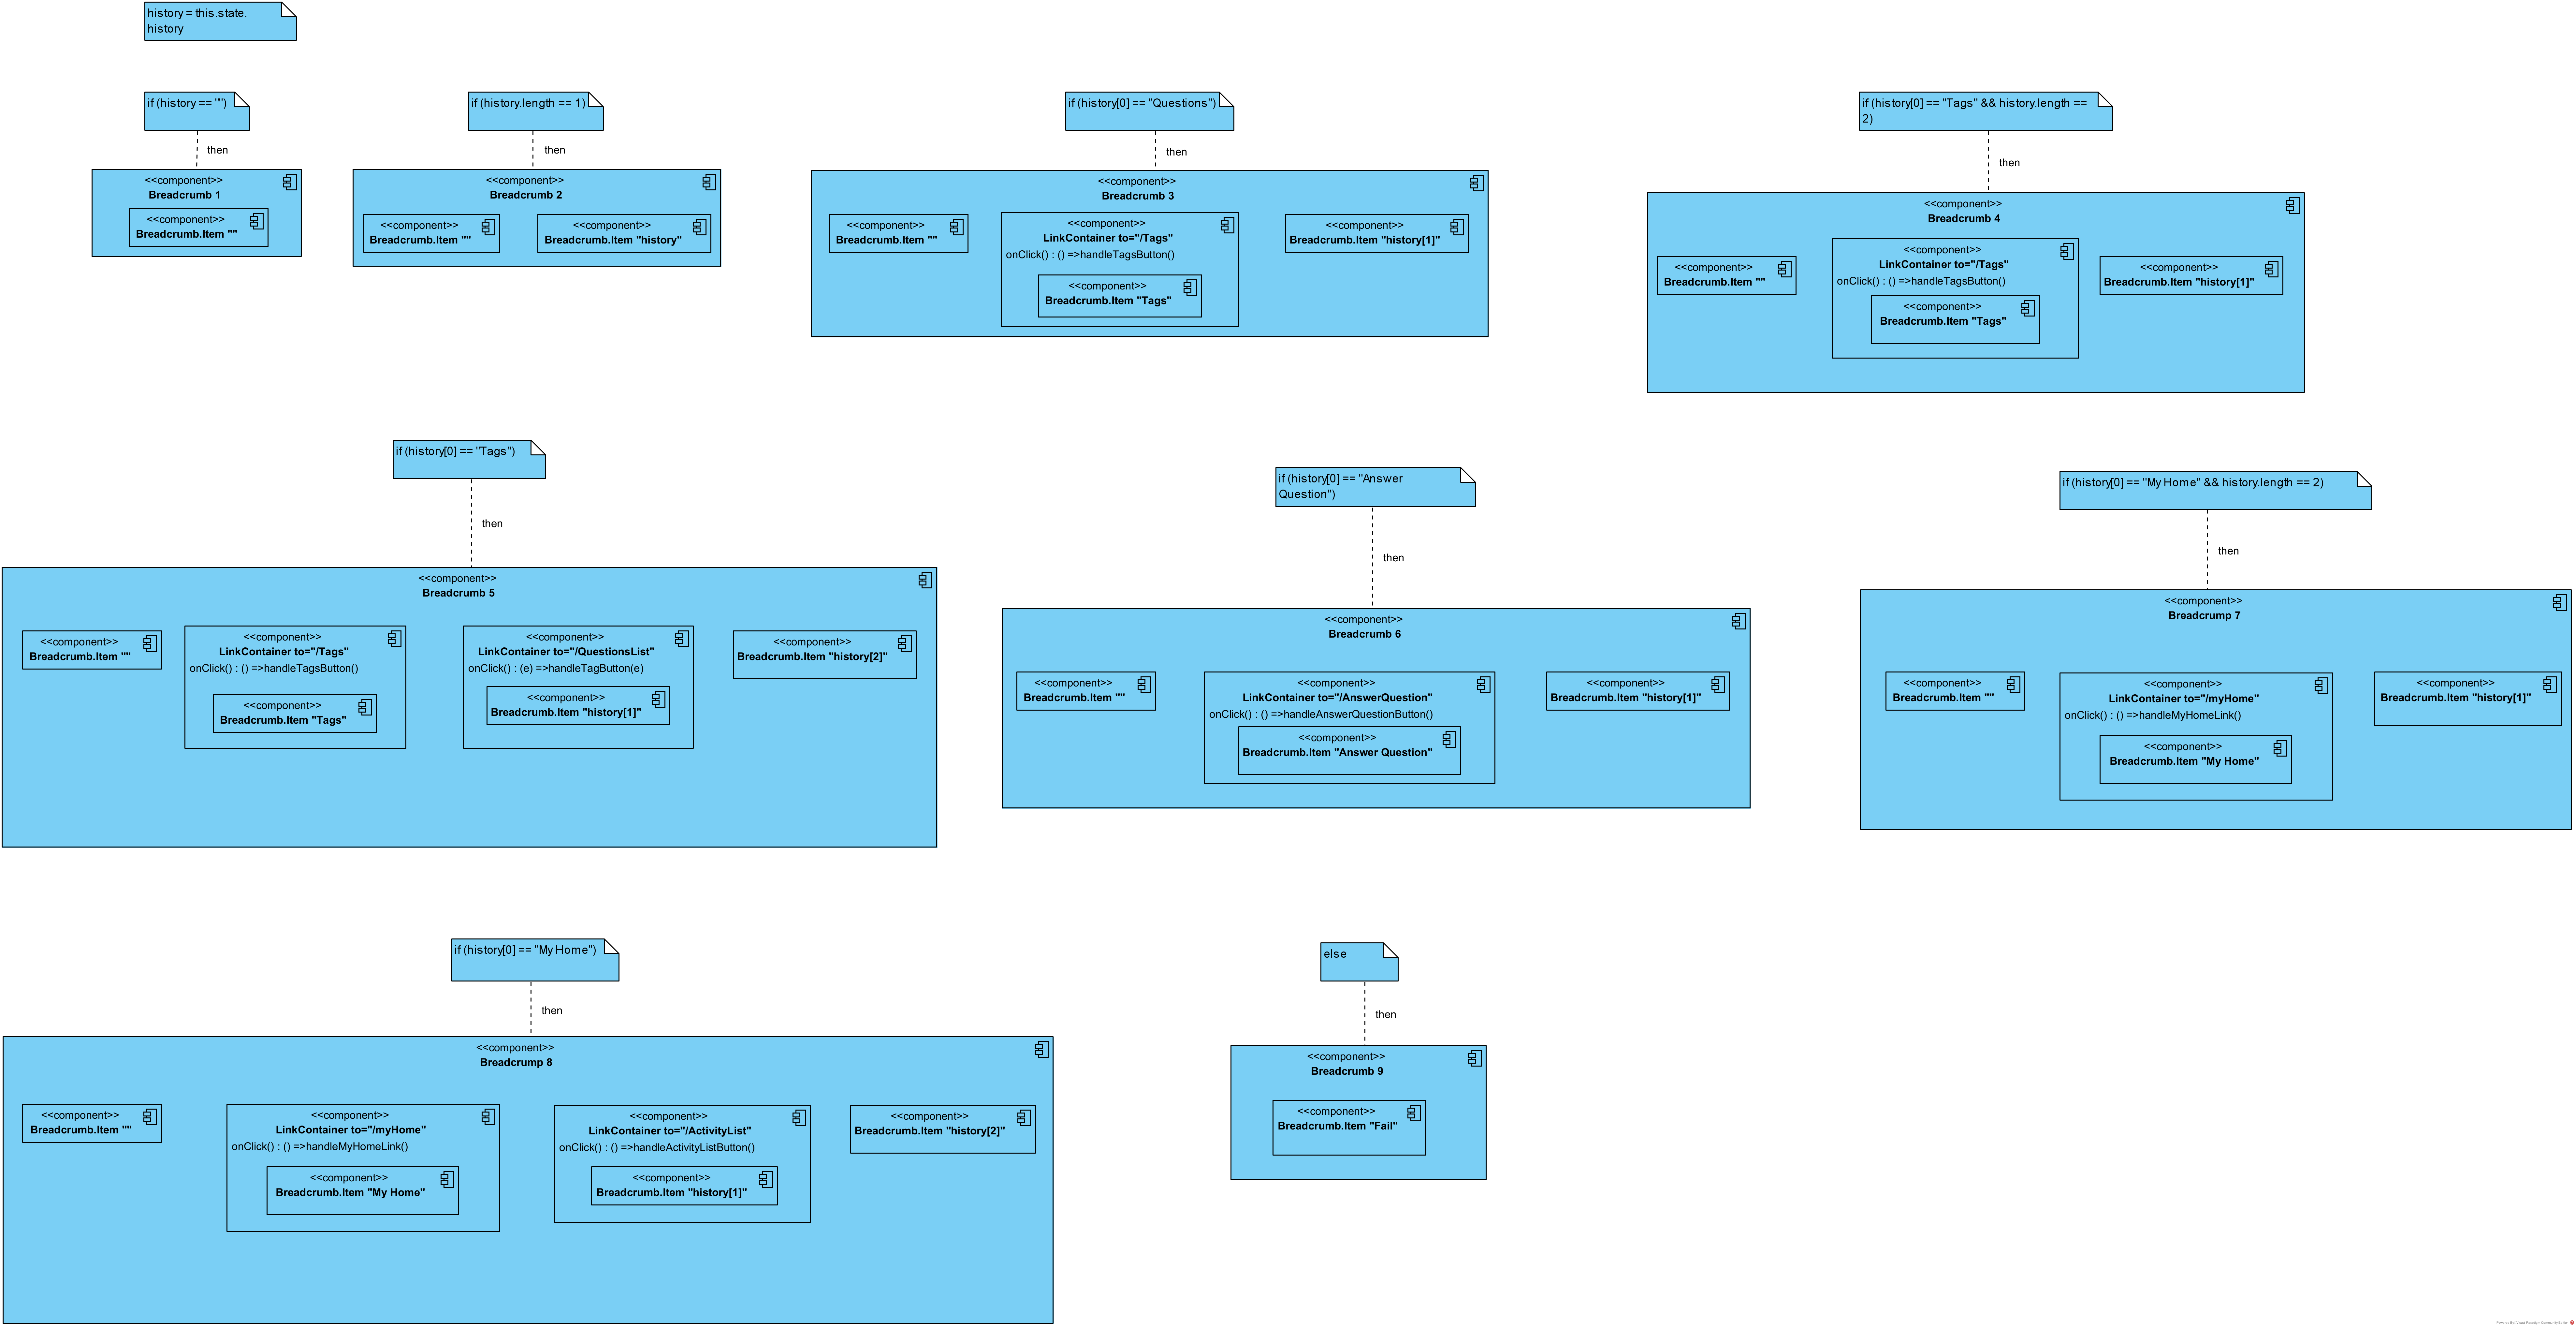 history = this.state.
history
if (history == "")
then
<<component>>
Breadcrumb 1
<<component>>
Breadcrumb.Item ""
if (history.length == 1)
then
<<component>>
Breadcrumb 2
<<component>>
Breadcrumb.Item ""
<<component>>
Breadcrumb.Item "history"
if (history[0] == "Questions")
then
<<component>>
Breadcrumb 3
<<component>>
Breadcrumb.Item ""
<<component>>
LinkContainer to="/Tags"
onClick() : () =>handleTagsButton()
<<component>>
Breadcrumb.Item "Tags"
<<component>>
Breadcrumb.Item "history[1]"
if (history[0] == "Tags" && history.length ==
2)
then
<<component>>
Breadcrumb 4
<<component>>
Breadcrumb.Item ""
<<component>>
LinkContainer to="/Tags"
onClick() : () =>handleTagsButton()
<<component>>
Breadcrumb.Item "Tags"
<<component>>
Breadcrumb.Item "history[1]"
if (history[0] == "Tags")
then
<<component>>
Breadcrumb 5
<<component>>
Breadcrumb.Item ""
<<component>>
LinkContainer to="/Tags"
onClick() : () =>handleTagsButton()
<<component>>
Breadcrumb.Item "Tags"
<<component>>
LinkContainer to="/QuestionsList"
onClick() : (e) =>handleTagButton(e)
<<component>>
Breadcrumb.Item "history[1]"
<<component>>
Breadcrumb.Item "history[2]"
if (history[0] == "Answer
Question")
then
<<component>>
Breadcrumb 6
<<component>>
Breadcrumb.Item ""
<<component>>
LinkContainer to="/AnswerQuestion"
onClick() : () =>handleAnswerQuestionButton()
<<component>>
Breadcrumb.Item "Answer Question"
<<component>>
Breadcrumb.Item "history[1]"
if (history[0] == "My Home" && history.length == 2)
then
<<component>>
Breadcrump 7
<<component>>
Breadcrumb.Item ""
<<component>>
LinkContainer to="/myHome"
onClick() : () =>handleMyHomeLink()
<<component>>
Breadcrumb.Item "My Home"
<<component>>
Breadcrumb.Item "history[1]"
if (history[0] == "My Home")
then
<<component>>
Breadcrump 8
<<component>>
Breadcrumb.Item ""
<<component>>
LinkContainer to="/myHome"
onClick() : () =>handleMyHomeLink()
<<component>>
Breadcrumb.Item "My Home"
<<component>>
LinkContainer to="/ActivityList"
onClick() : () =>handleActivityListButton()
<<component>>
Breadcrumb.Item "history[1]"
<<component>>
Breadcrumb.Item "history[2]"
else
then
<<component>>
Breadcrumb 9
<<component>>
Breadcrumb.Item "Fail"
Powered By Visual Paradigm Community Edition